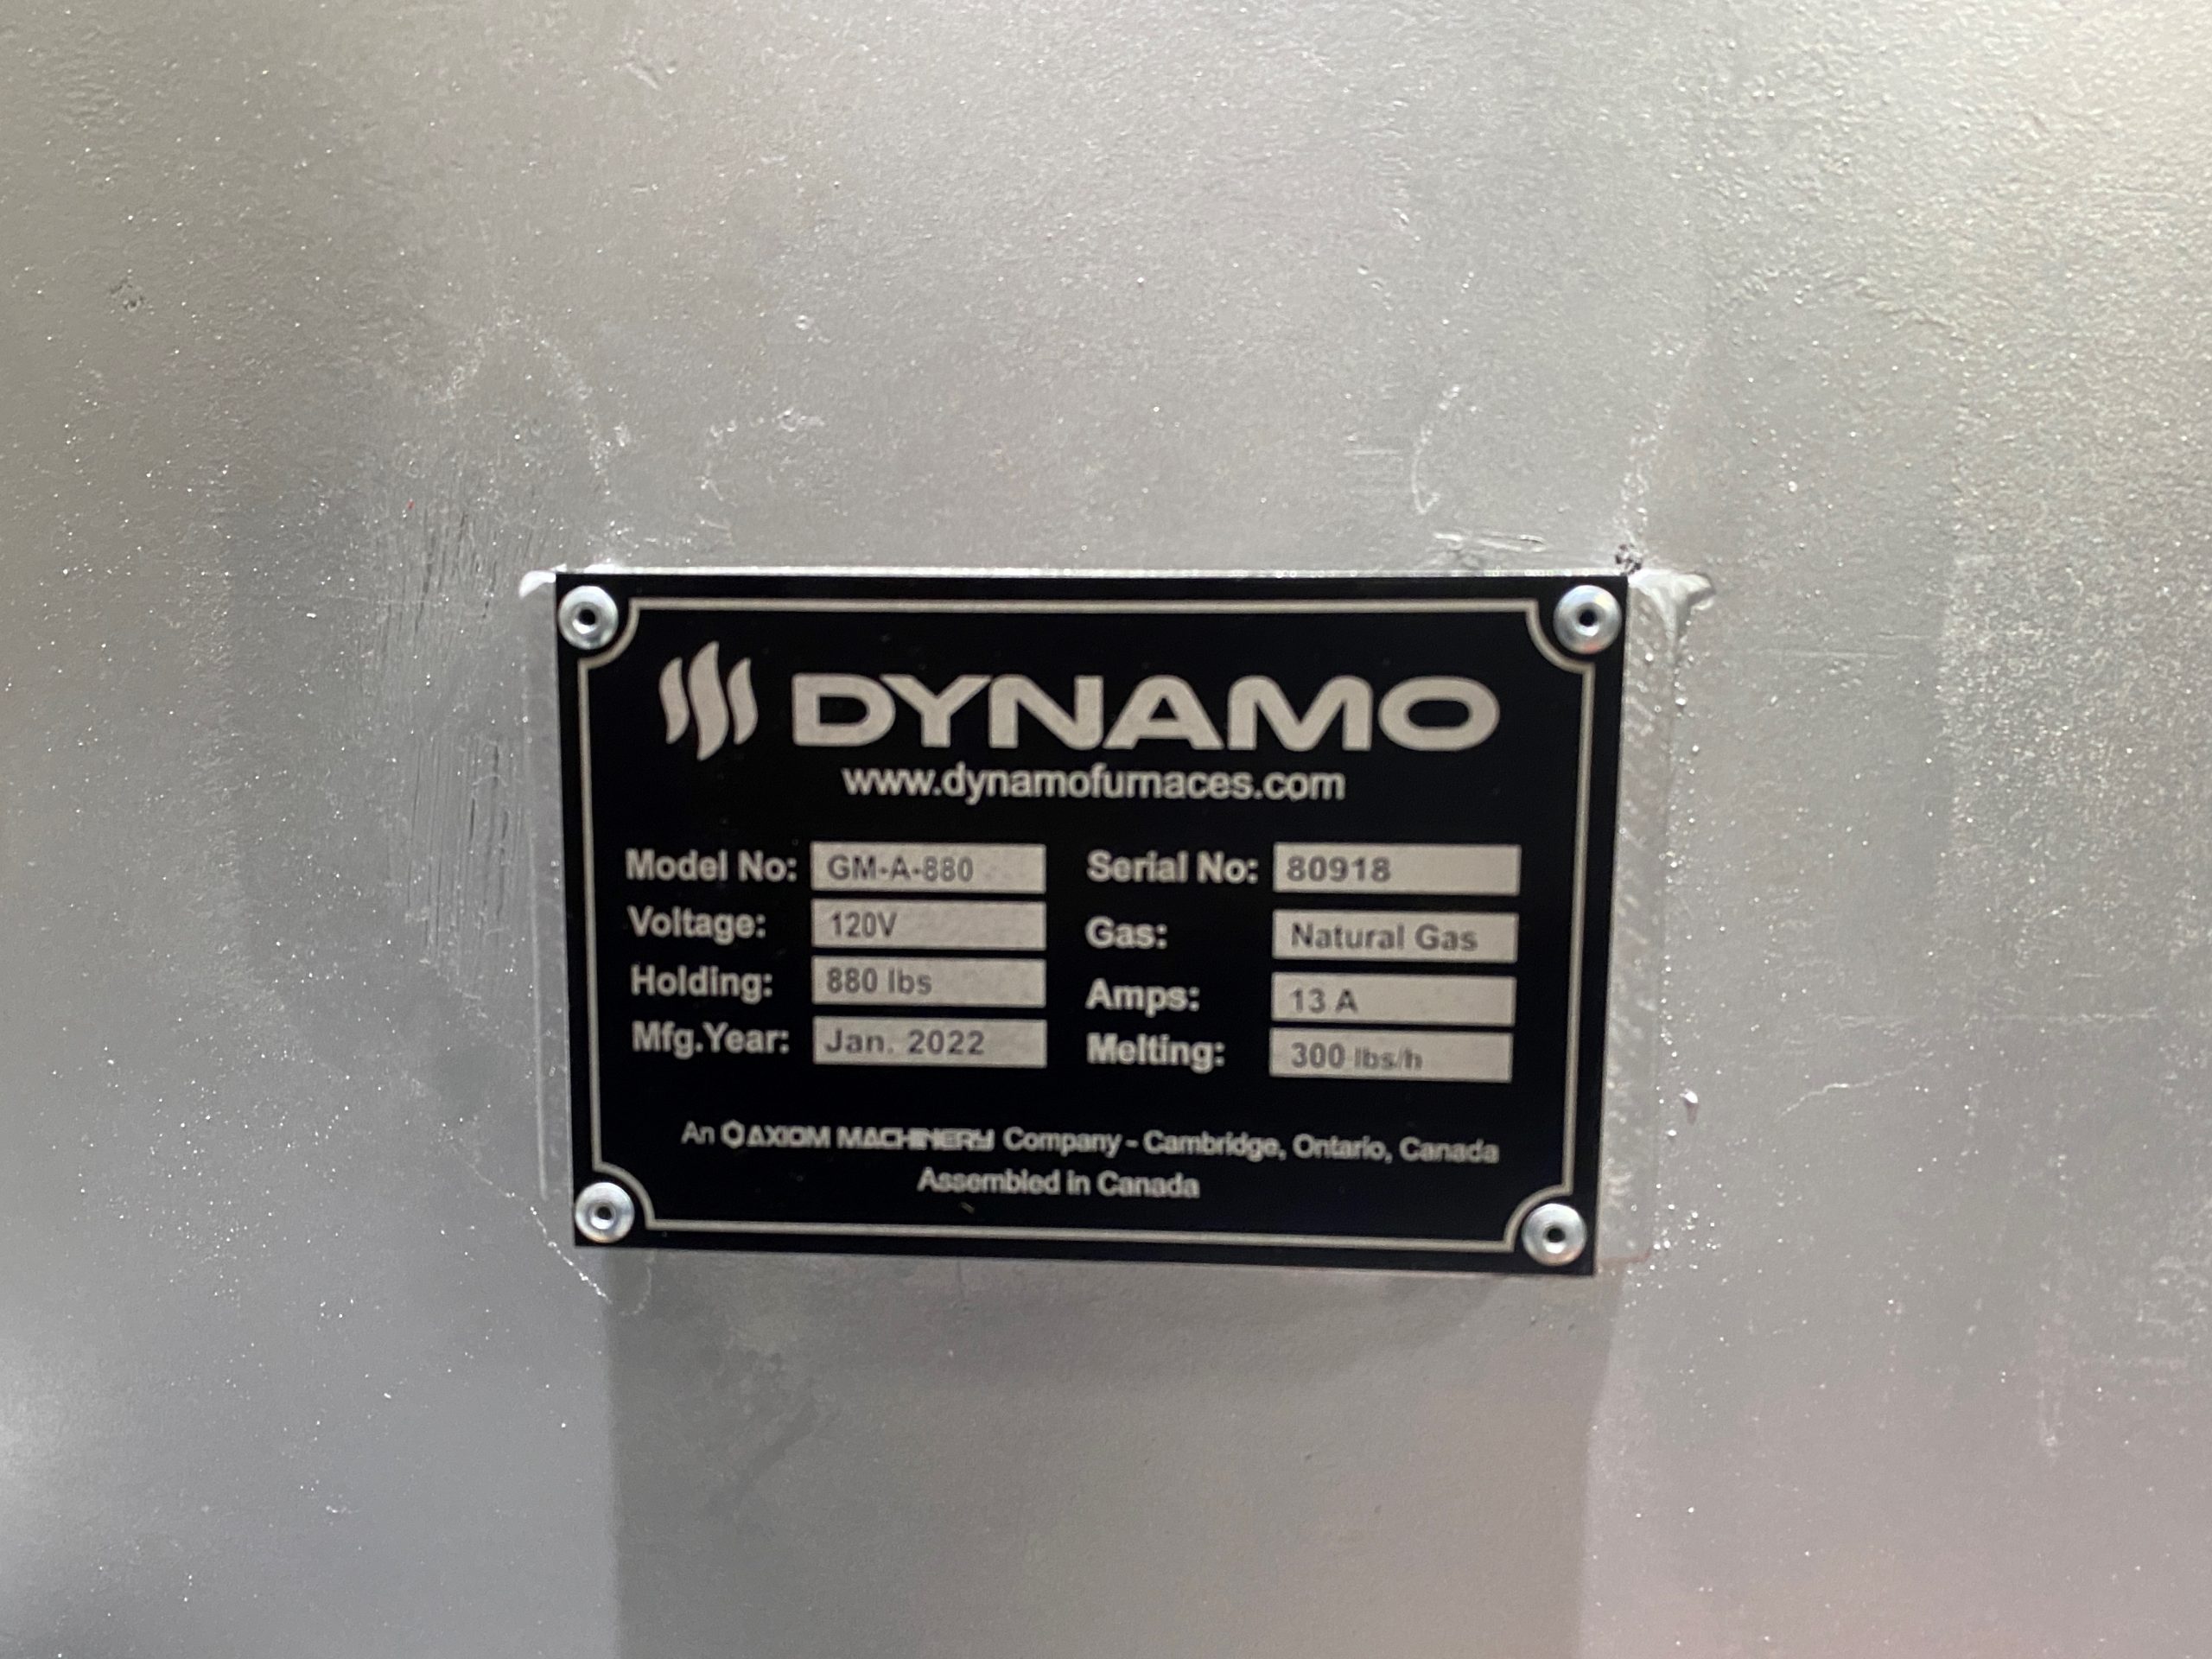 DYNAMO
www.dynamofurnaces.com
Model No: GM-A-880 Serial No: 80918
Voltage: 120V Gas: Natural Gas
Holding: 880 lbs Amps: 13 A
Mfg.Year: Jan. 2022 Melting: 300 lbs/h
An AXIOM MACHINERY Company - Cambridge, Ontario, Canada
Assembled in Canada